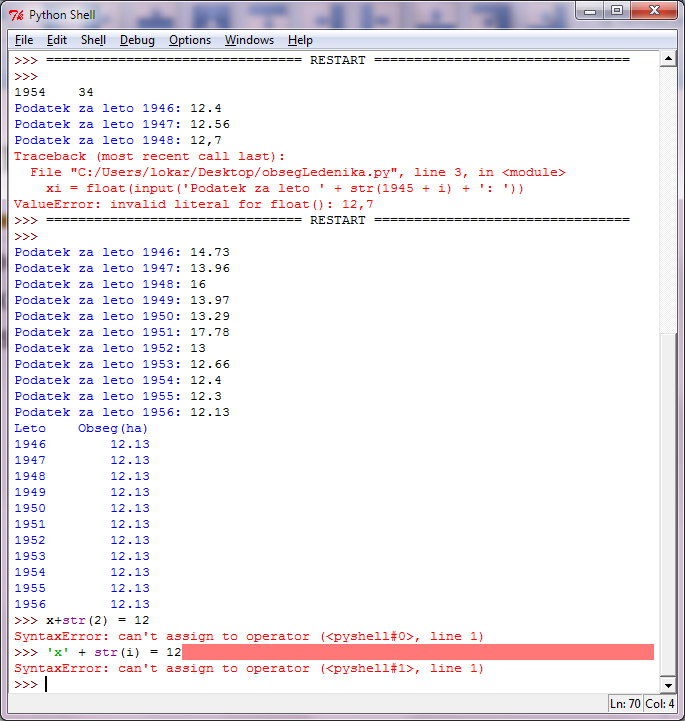 Python Shell
File Edit Shell Debug Options Windows Help
>>> ================================ RESTART ================================
>>>
1954    34
Podatek za leto 1946: 12.4
Podatek za leto 1947: 12.56
Podatek za leto 1948: 12,7
Traceback (most recent call last):
  File "C:/Users/lokar/Desktop/obsegLedenika.py", line 3, in <module>
    xi = float(input('Podatek za leto ' + str(1945 + i) + ': '))
ValueError: invalid literal for float(): 12,7
>>> ================================ RESTART ================================
>>>
Podatek za leto 1946: 14.73
Podatek za leto 1947: 13.96
Podatek za leto 1948: 16
Podatek za leto 1949: 13.97
Podatek za leto 1950: 13.29
Podatek za leto 1951: 17.78
Podatek za leto 1952: 13
Podatek za leto 1953: 12.66
Podatek za leto 1954: 12.4
Podatek za leto 1955: 12.3
Podatek za leto 1956: 12.13
Leto    Obseg(ha)
1946        12.13
1947        12.13
1948        12.13
1949        12.13
1950        12.13
1951        12.13
1952        12.13
1953        12.13
1954        12.13
1955        12.13
1956        12.13
>>> x+str(2) = 12
SyntaxError: can't assign to operator (<pyshell#0>, line 1)
>>> 'x' + str(i) = 12
SyntaxError: can't assign to operator (<pyshell#1>, line 1)
>>>
Ln: 70 Col: 4